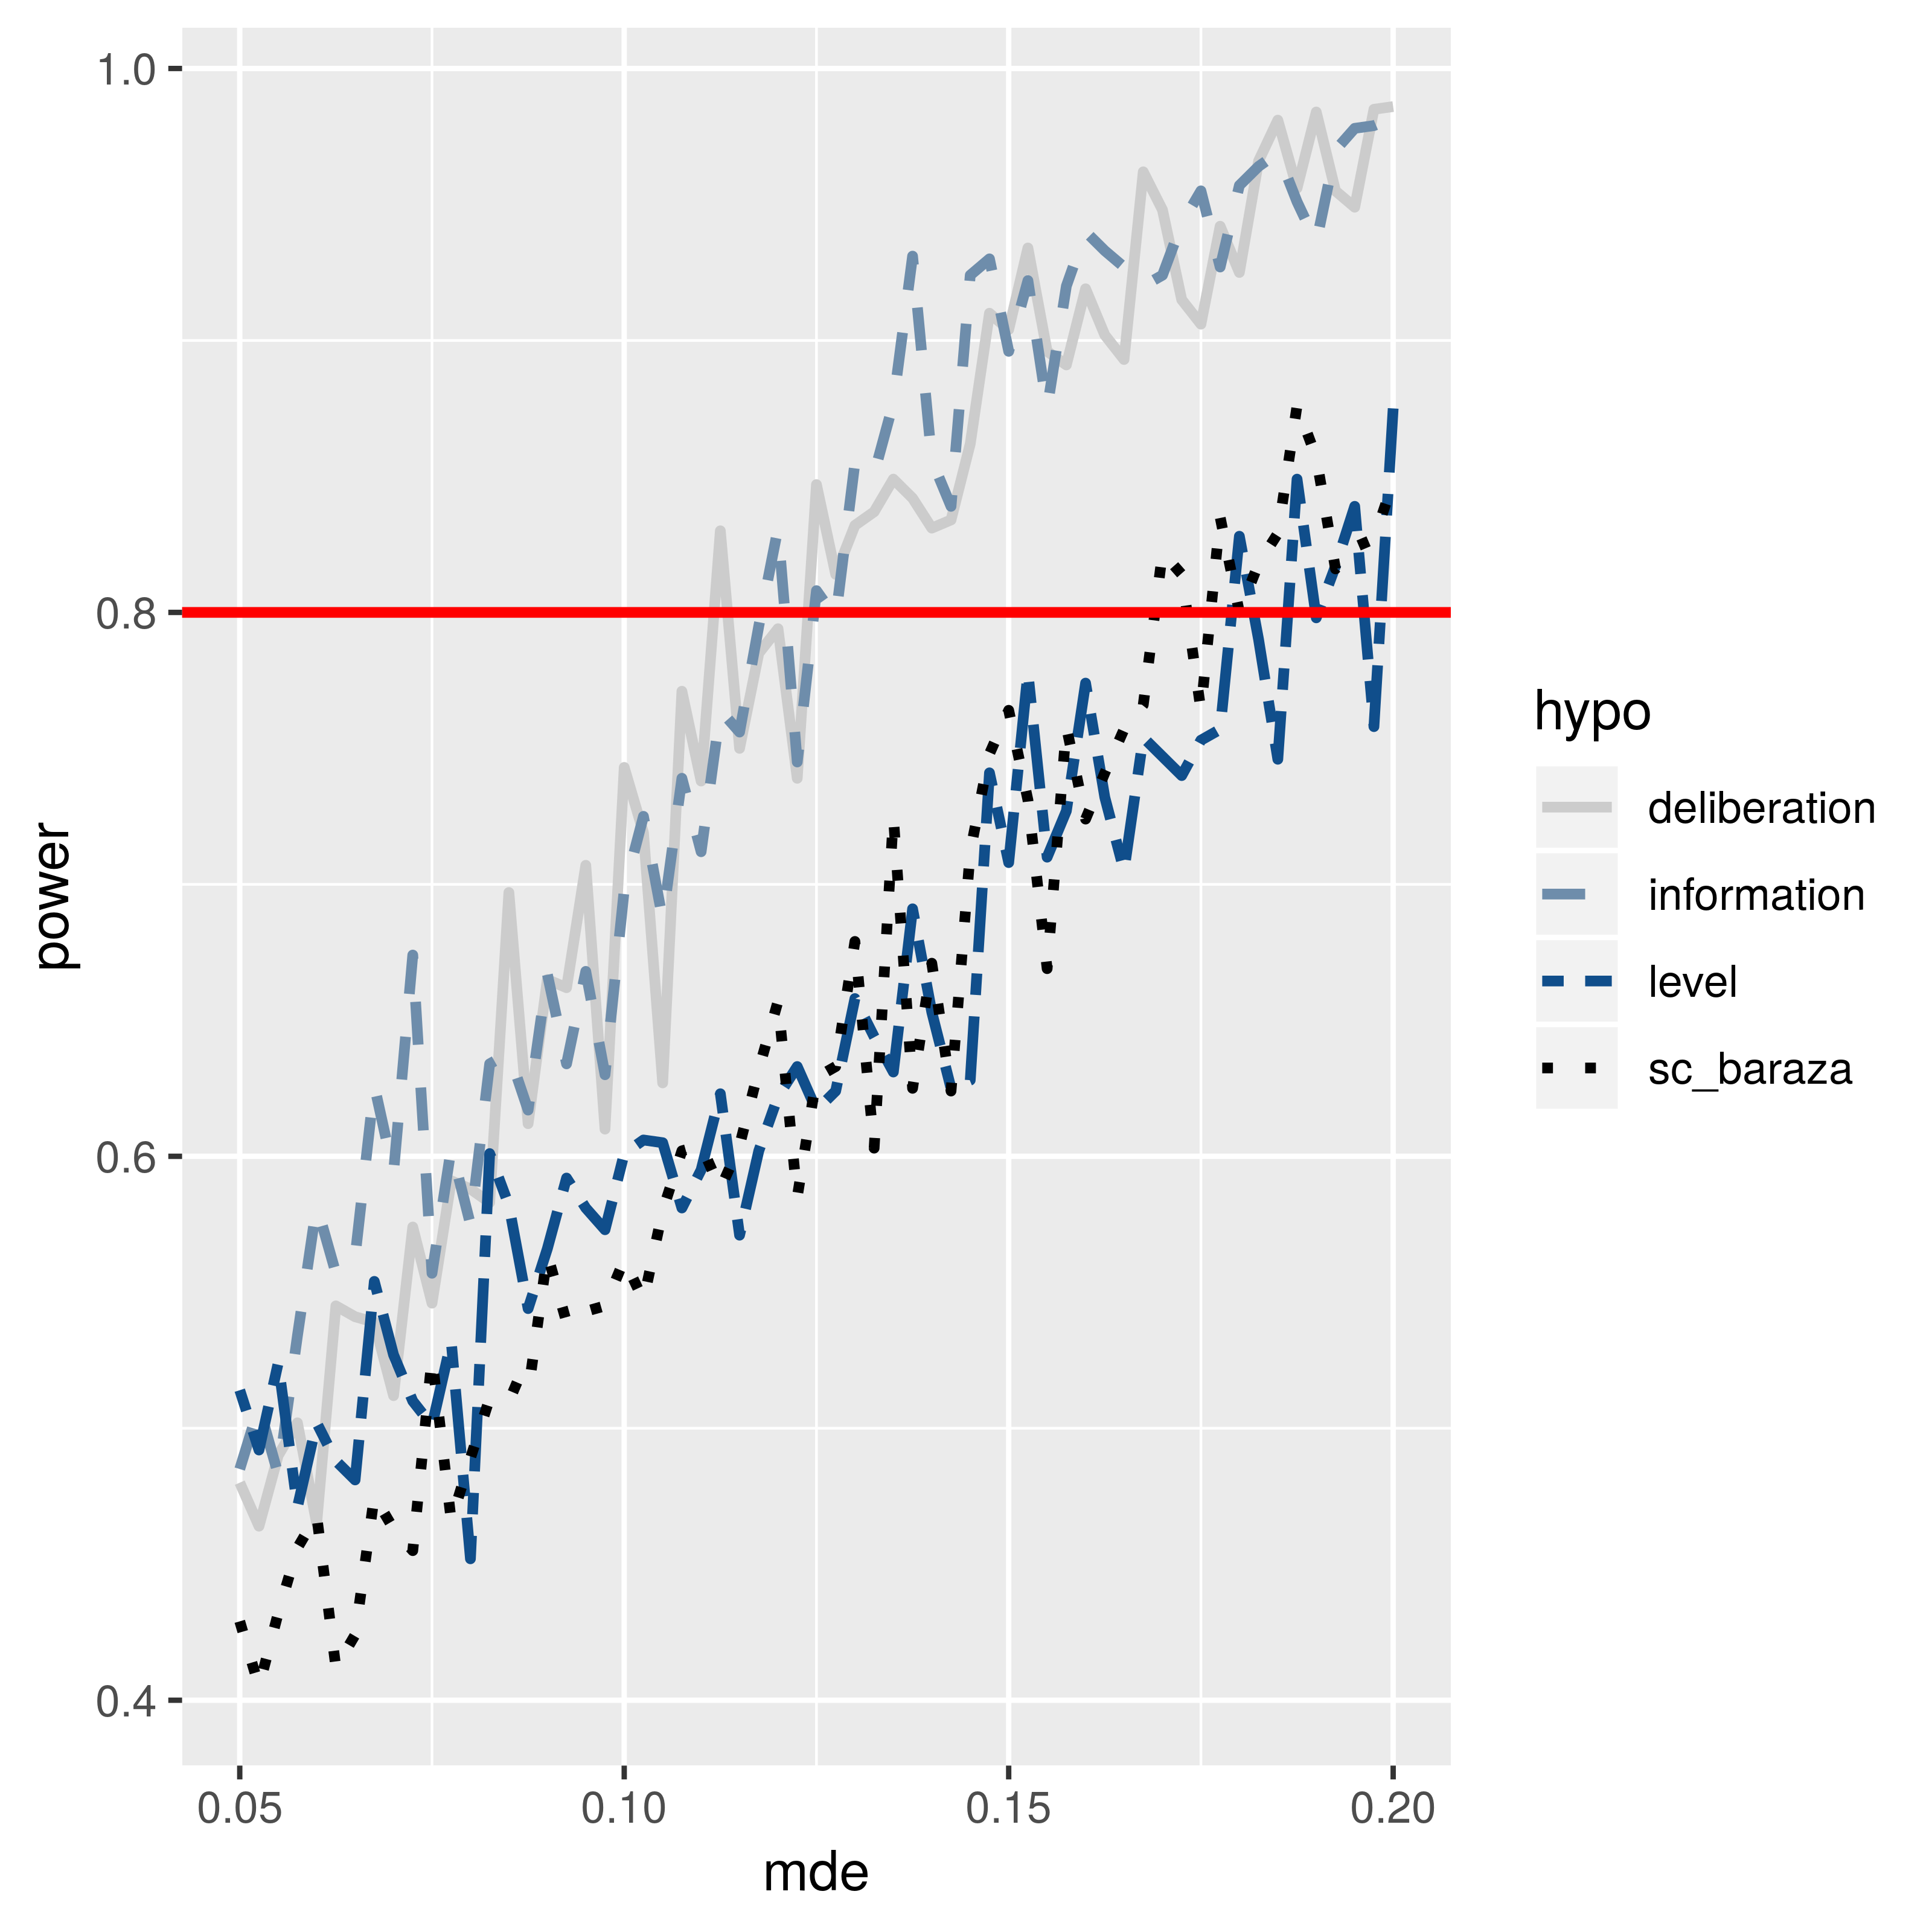 1.0
0.8
0.6
0.4
power
0.05 0.10 0.15 0.20
mde
hypo
deliberation
information
level
sc_baraza